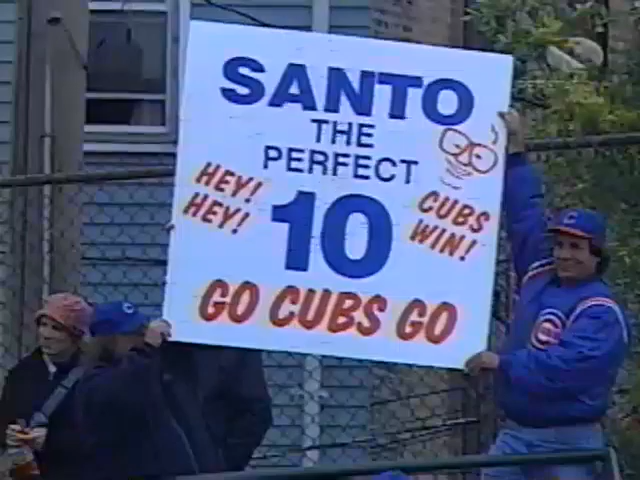 SANTO
THE
PERFECT
10
HEY!
HEY!
CUBS
WIN!
GO CUBS GO
C
C